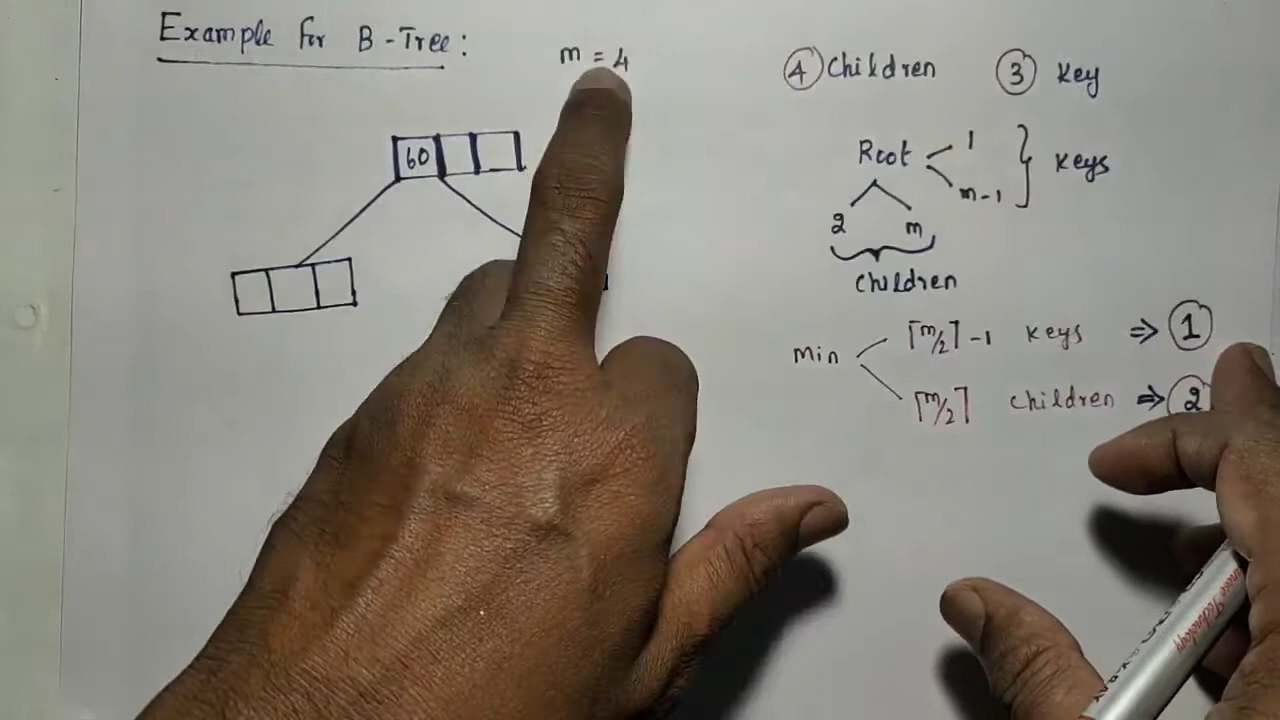 Example for B-Tree:
m = 4
60
4 Children 3 Key
Root 1
m-1
Keys
2 m
Children
Min ⌈m/2⌉-1 Keys ⇒ 1
⌈m/2⌉ Children ⇒ 2
Technology